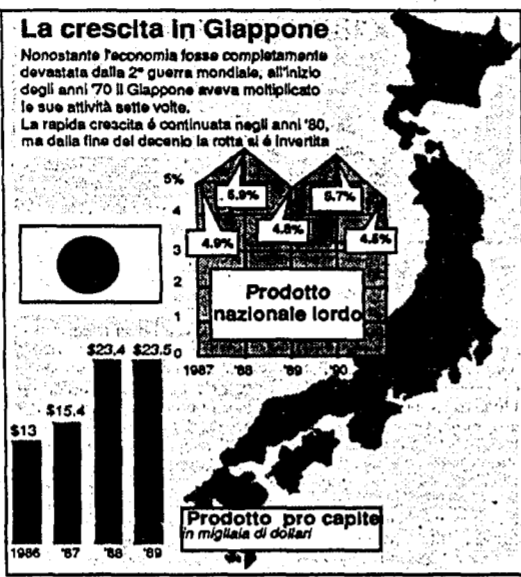 La crescita in Giappone
Nonostante l'economia fosse completamente
devastata dalla 2ª guerra mondiale, all'inizio
degli anni '70 il Giappone aveva moltiplicato
le sue attività sette volte.
La rapida crescita é continuata negli anni '80,
ma dalla fine del decenio la rotta si é invertita
5%
4
3
2
1
0
4.9%
5.9%
4.8%
5.7%
4.5%
Prodotto
nazionale lordo
1987 '88 '89 '90
$13
$15.4
$23,4
$23.5
1986 '87 '88 '89
Prodotto pro capite
in migliaia di dollari